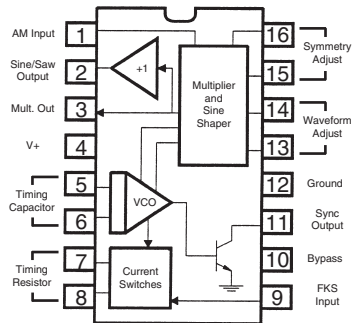 AM Input
1
Sine/Saw
Output
2
Mult. Out
3
V+
4
Timing
Capacitor
5
6
Timing
Resistor
7
8
+1
Multiplier
and
Sine
Shaper
VCO
Current
Switches
16
Symmetry
Adjust
15
14
Waveform
Adjust
13
12
Ground
11
Sync
Output
10
Bypass
9
FKS
Input